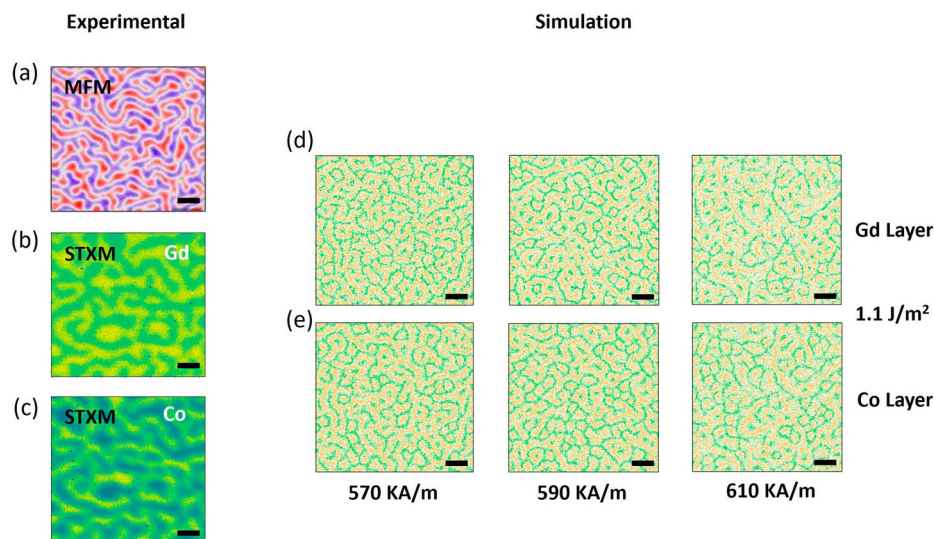 Experimental
Simulation
(a)
MFM
(b)
STXM Gd
(c)
STXM Co
(d)
Gd Layer
1.1 J/m²
(e)
Co Layer
570 KA/m 590 KA/m 610 KA/m